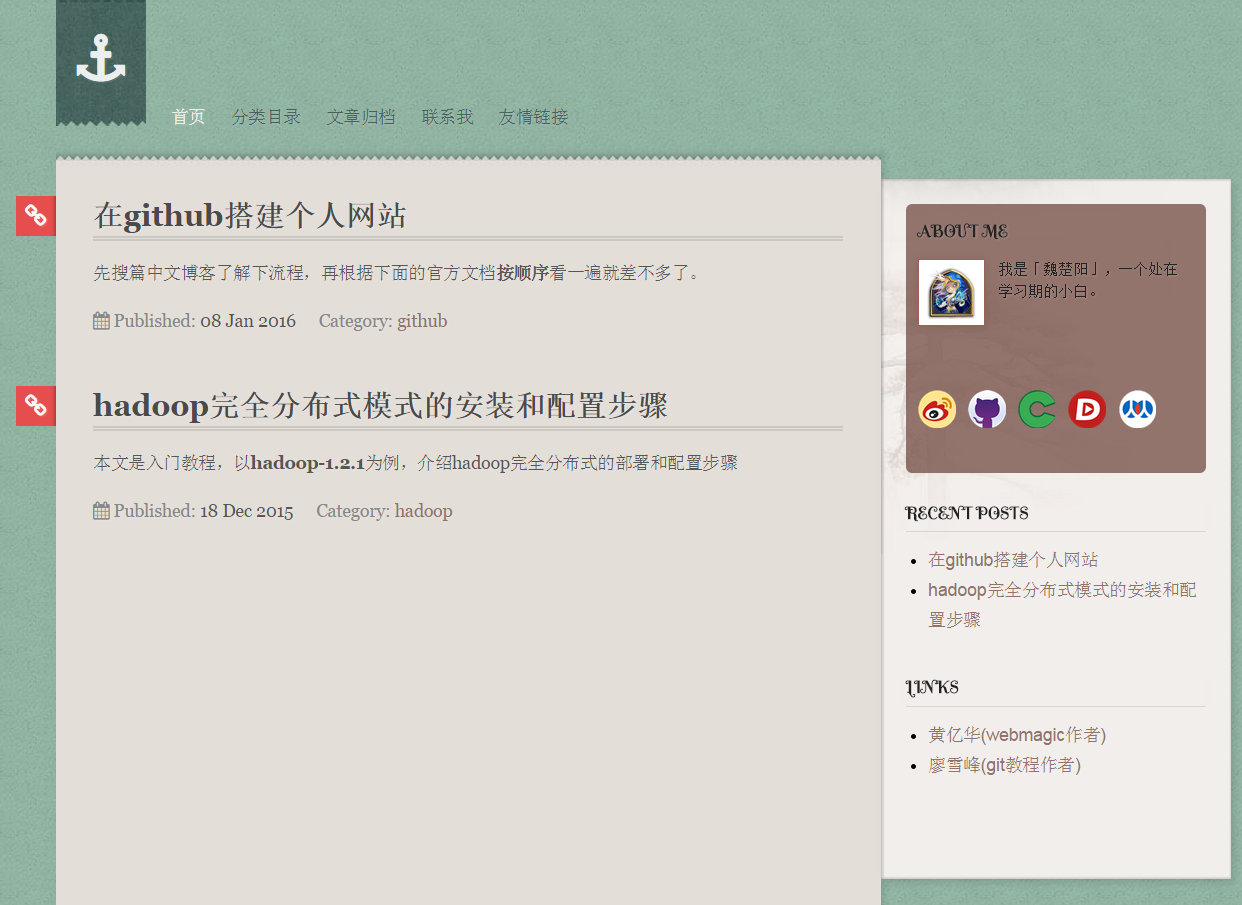 首页 分类目录 文章归档 联系我 友情链接
在github搭建个人网站
先搜篇中文博客了解下流程，再根据下面的官方文档按顺序看一遍就差不多了。
Published: 08 Jan 2016 Category: github
hadoop完全分布式模式的安装和配置步骤
本文是入门教程，以hadoop-1.2.1为例，介绍hadoop完全分布式的部署和配置步骤
Published: 18 Dec 2015 Category: hadoop
ABOUT ME
我是「魏楚阳」，一个处在
学习期的小白。
RECENT POSTS
在github搭建个人网站
hadoop完全分布式模式的安装和配
置步骤
LINKS
黄亿华(webmagic作者)
廖雪峰(git教程作者)